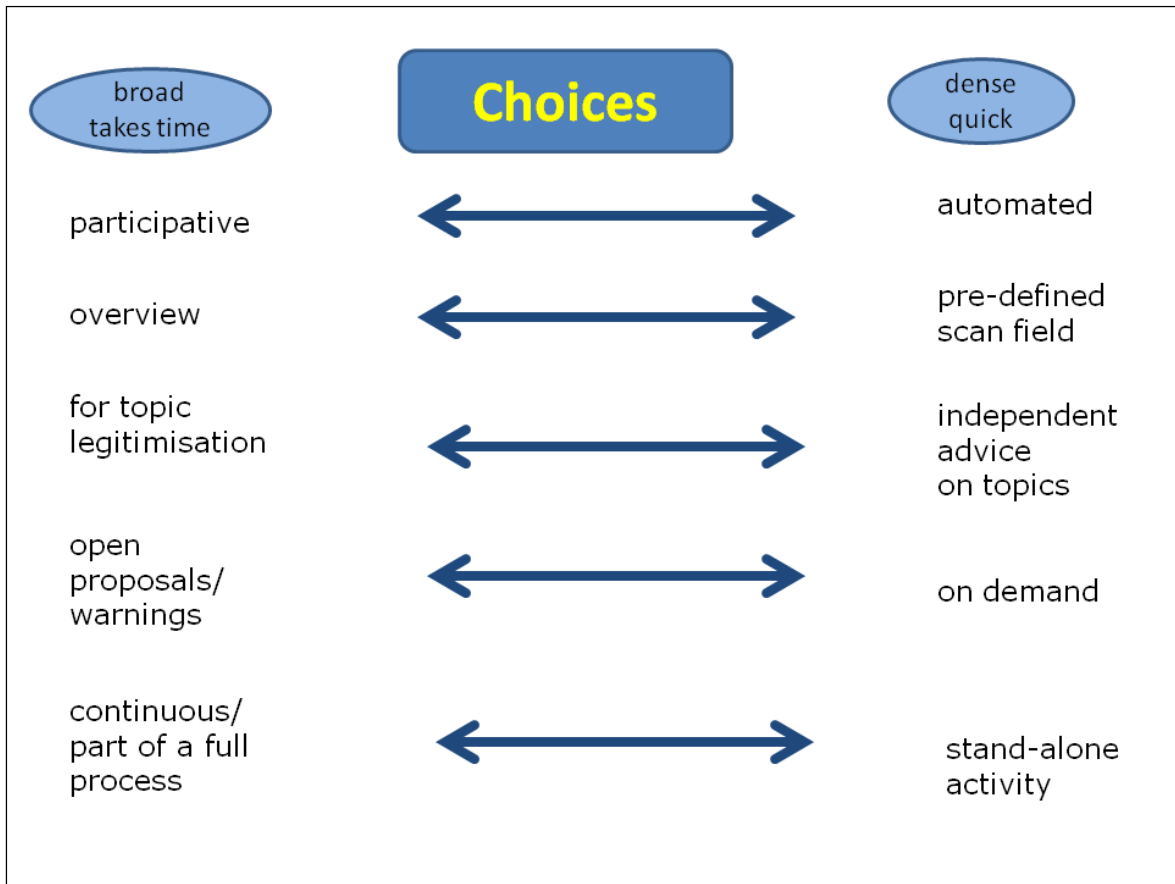 broad
takes time
Choices
dense
quick
participative
automated
overview
pre-defined
scan field
for topic
legitimisation
independent
advice
on topics
open
proposals/
warnings
on demand
continuous/
part of a full
process
stand-alone
activity